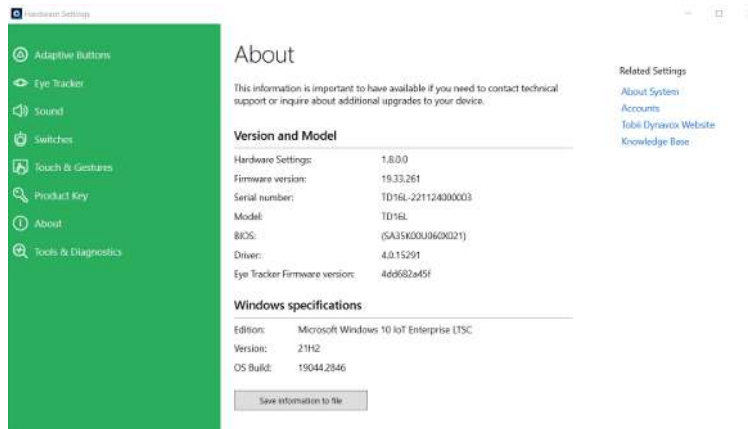 Hardware Settings
Adaptive Buttons
Eye Tracker
Sound
Switches
Touch & Gestures
Product Key
About
Tools & Diagnostics
About
This information is important to have available if you need to contact technical
support or inquire about additional upgrades to your device.
Version and Model
Hardware Settings: 1.8.0.0
Firmware version: 19.33.261
Serial number: TD16L-221124000003
Model: TD16L
BIOS: (SA35K00U060X021)
Driver: 4.0.15291
Eye Tracker Firmware version: 4dd682a45f
Windows specifications
Edition: Microsoft Windows 10 IoT Enterprise LTSC
Version: 21H2
OS Build: 19044.2846
Save information to file
Related Settings
About System
Accounts
Tobii Dynavox Website
Knowledge Base